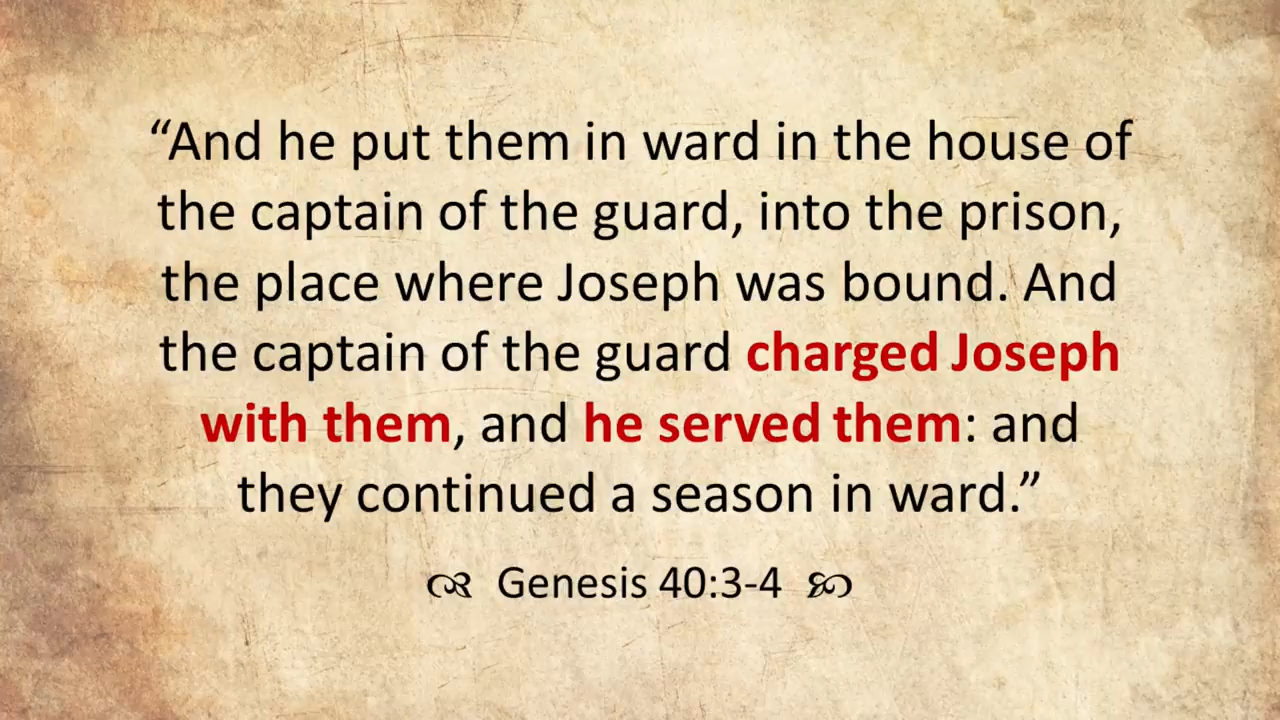 “And he put them in ward in the house of
the captain of the guard, into the prison,
the place where Joseph was bound. And
the captain of the guard charged Joseph
with them, and he served them: and
they continued a season in ward.”
Genesis 40:3-4